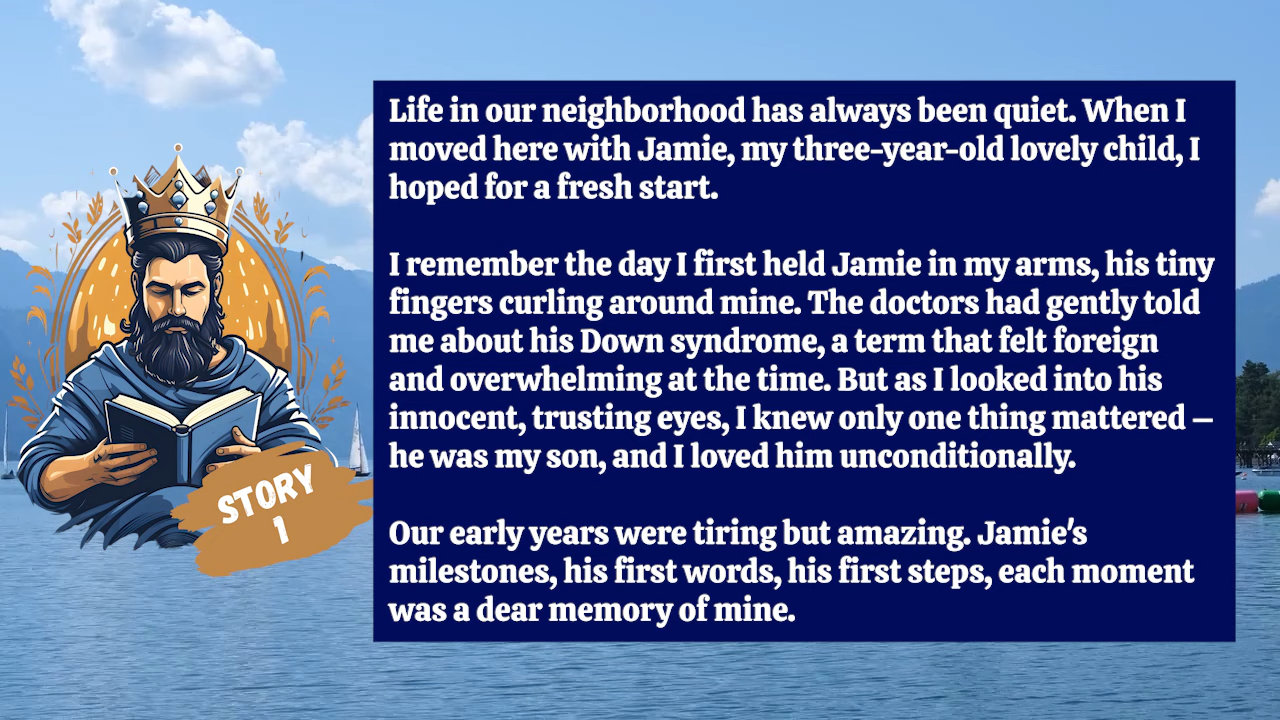 Life in our neighborhood has always been quiet. When I
moved here with Jamie, my three-year-old lovely child, I
hoped for a fresh start.
I remember the day I first held Jamie in my arms, his tiny
fingers curling around mine. The doctors had gently told
me about his Down syndrome, a term that felt foreign
and overwhelming at the time. But as I looked into his
innocent, trusting eyes, I knew only one thing mattered –
he was my son, and I loved him unconditionally.
Our early years were tiring but amazing. Jamie's
milestones, his first words, his first steps, each moment
was a dear memory of mine.
STORY
1